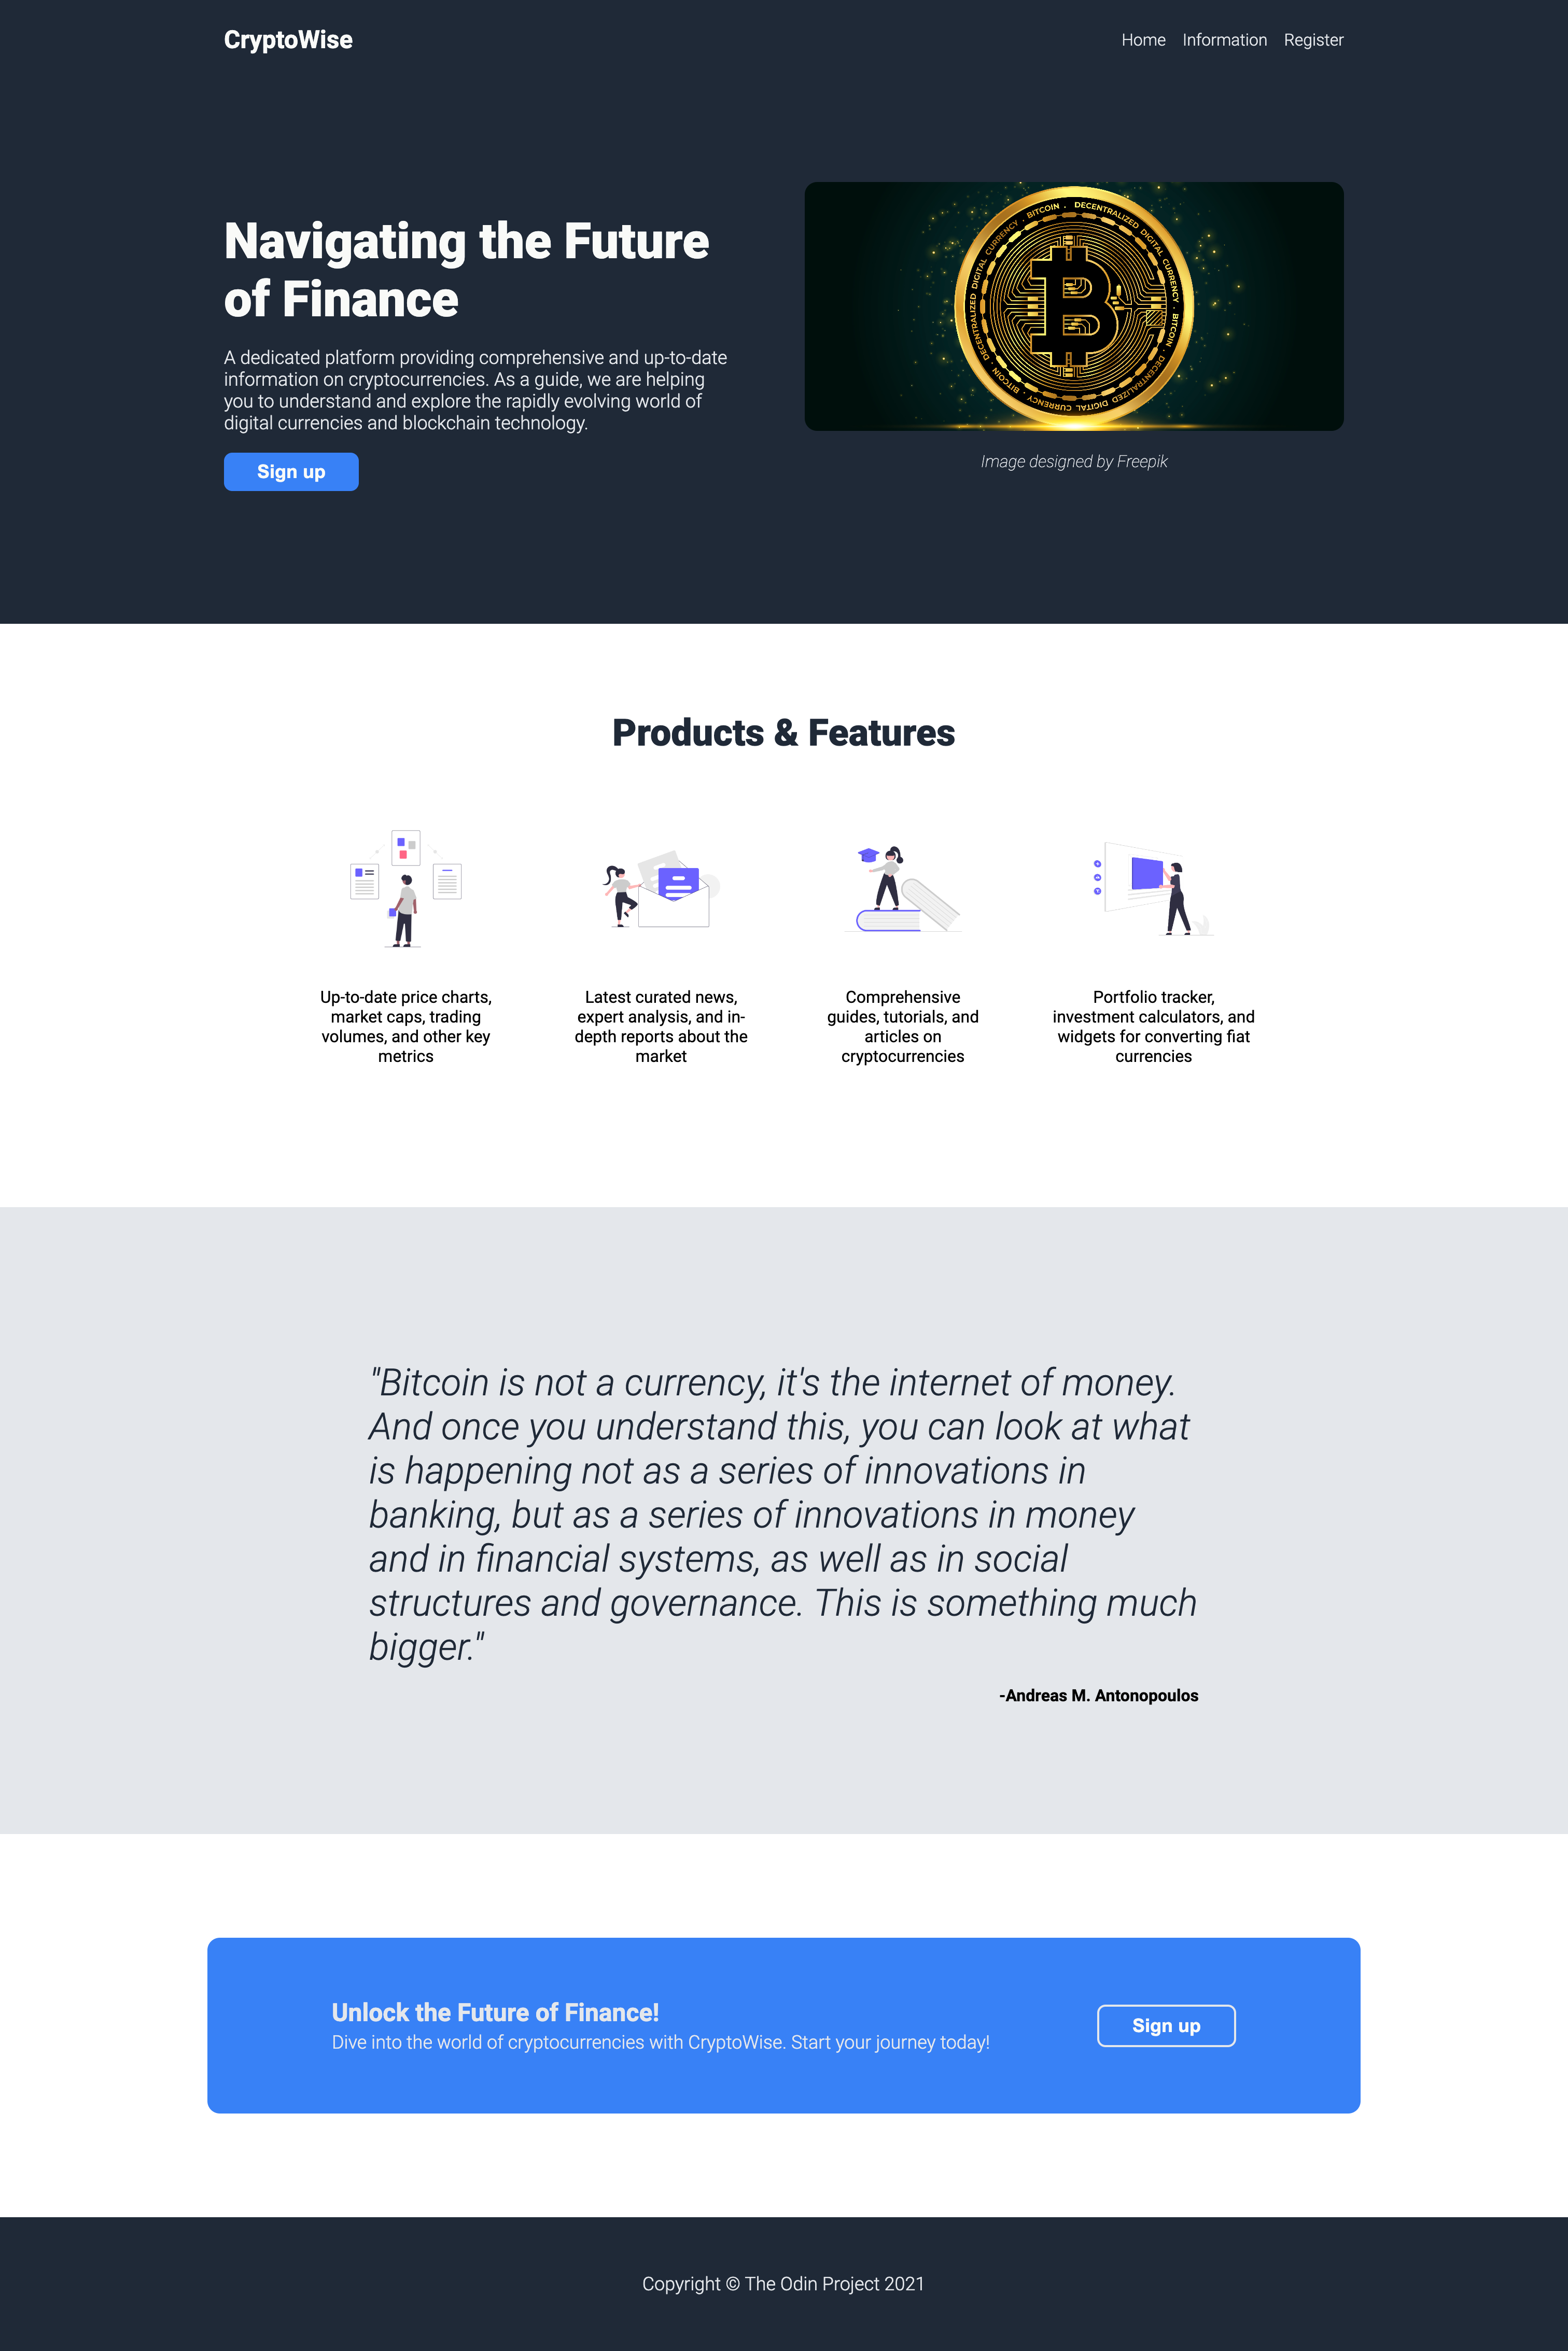 CryptoWise
Home Information Register
Navigating the Future
of Finance
A dedicated platform providing comprehensive and up-to-date
information on cryptocurrencies. As a guide, we are helping
you to understand and explore the rapidly evolving world of
digital currencies and blockchain technology.
Sign up
DECENTRALIZED DIGITAL CURRENCY · BITCOIN · DECENTRALIZED DIGITAL CURRENCY · BITCOIN · DECENTRALIZED DIGITAL CURRENCY · BITCOIN ·
Image designed by Freepik
Products & Features
Up-to-date price charts,
market caps, trading
volumes, and other key
metrics
Latest curated news,
expert analysis, and in-
depth reports about the
market
Comprehensive
guides, tutorials, and
articles on
cryptocurrencies
Portfolio tracker,
investment calculators, and
widgets for converting fiat
currencies
"Bitcoin is not a currency, it's the internet of money.
And once you understand this, you can look at what
is happening not as a series of innovations in
banking, but as a series of innovations in money
and in financial systems, as well as in social
structures and governance. This is something much
bigger."
-Andreas M. Antonopoulos
Unlock the Future of Finance!
Dive into the world of cryptocurrencies with CryptoWise. Start your journey today!
Sign up
Copyright © The Odin Project 2021